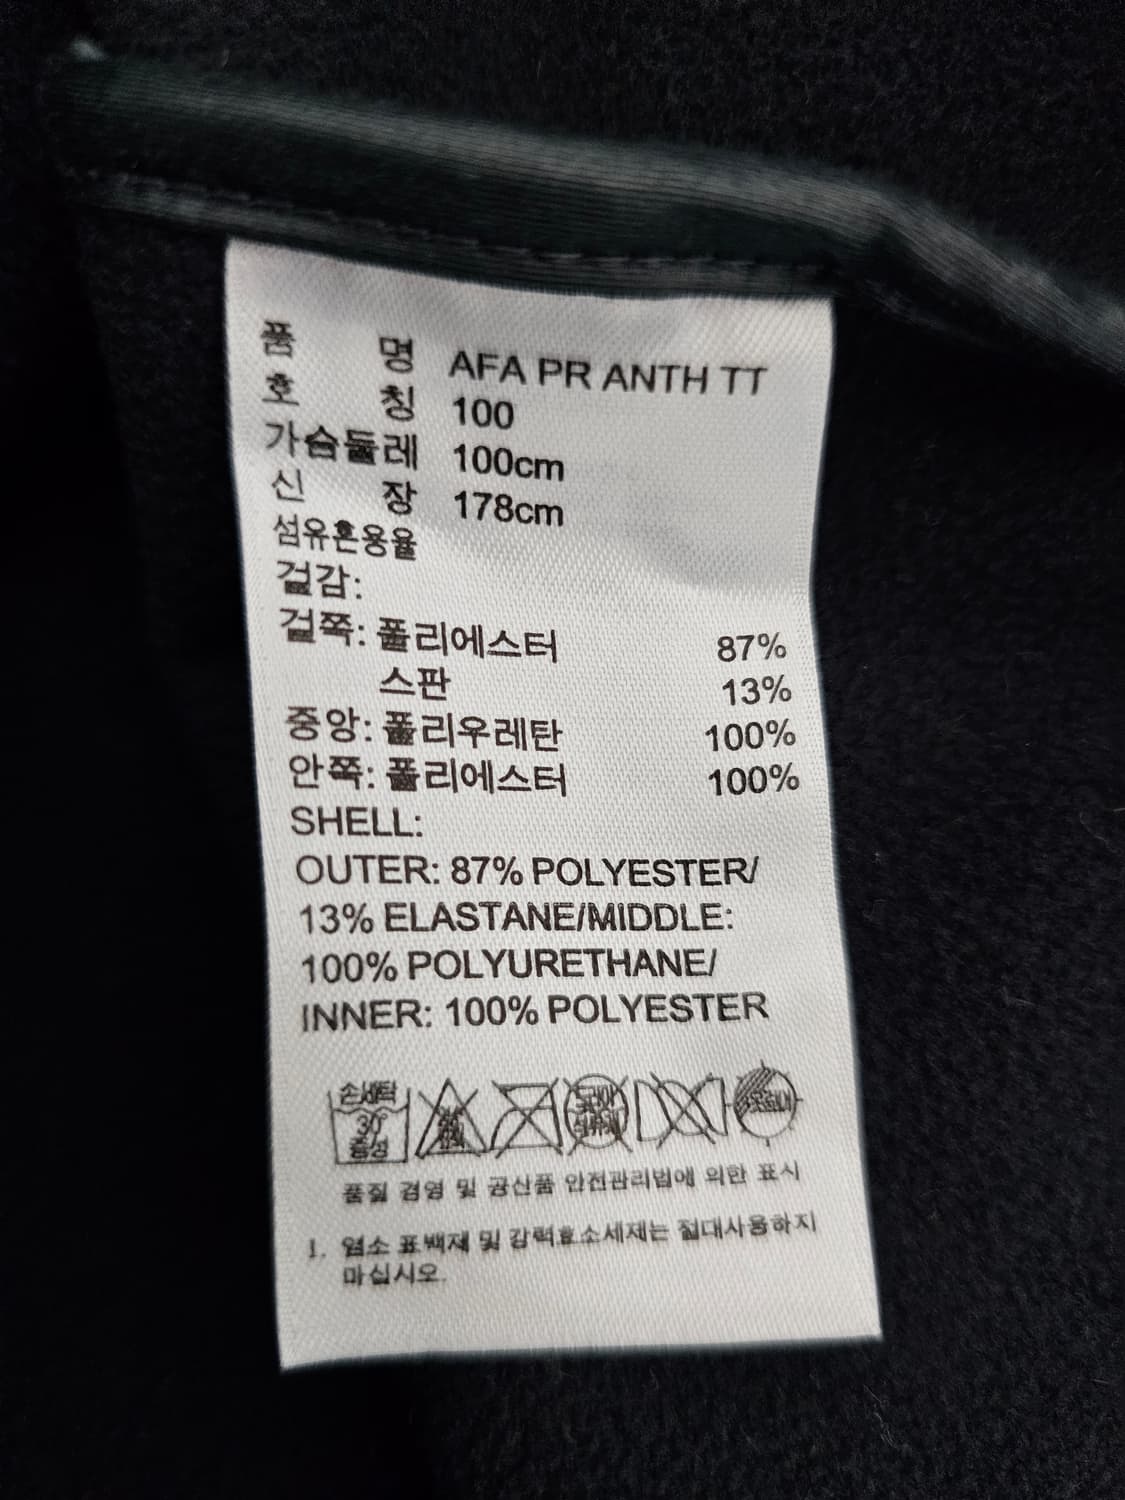 품 명 AFA PR ANTH TT
호 칭 100
가슴둘레 100cm
신 장 178cm
섬유혼용율
겉감:
겉쪽: 폴리에스터 87%
스판 13%
중앙: 폴리우레탄 100%
안쪽: 폴리에스터 100%
SHELL:
OUTER: 87% POLYESTER/
13% ELASTANE/MIDDLE:
100% POLYURETHANE/
INNER: 100% POLYESTER
손세탁
30°
중성
품질 경영 및 공산품 안전관리법에 의한 표시
1. 염소 표백제 및 강력효소세제는 절대사용하지
마십시오.